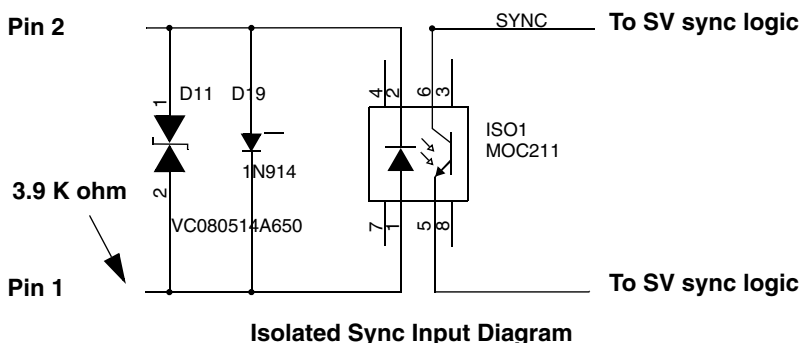 Pin 2
SYNC
To SV sync logic
1
D11
D19
4
2
6
3
ISO1
MOC211
1N914
2
3.9 K ohm
VC080514A650
7
1
5
8
Pin 1
To SV sync logic
Isolated Sync Input Diagram